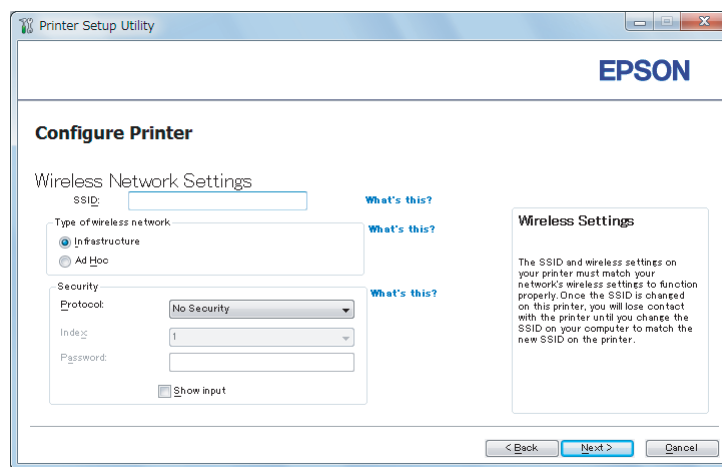 Printer Setup Utility
EPSON
Configure Printer
Wireless Network Settings
SSID:
What's this?
Type of wireless network
What's this?
Infrastructure
Ad Hoc
Security
What's this?
Protocol:
No Security
Index:
1
Password:
Show input
Wireless Settings
The SSID and wireless settings on
your printer must match your
network's wireless settings to function
properly. Once the SSID is changed
on this printer, you will lose contact
with the printer until you change the
SSID on your computer to match the
new SSID on the printer.
< Back
Next >
Cancel